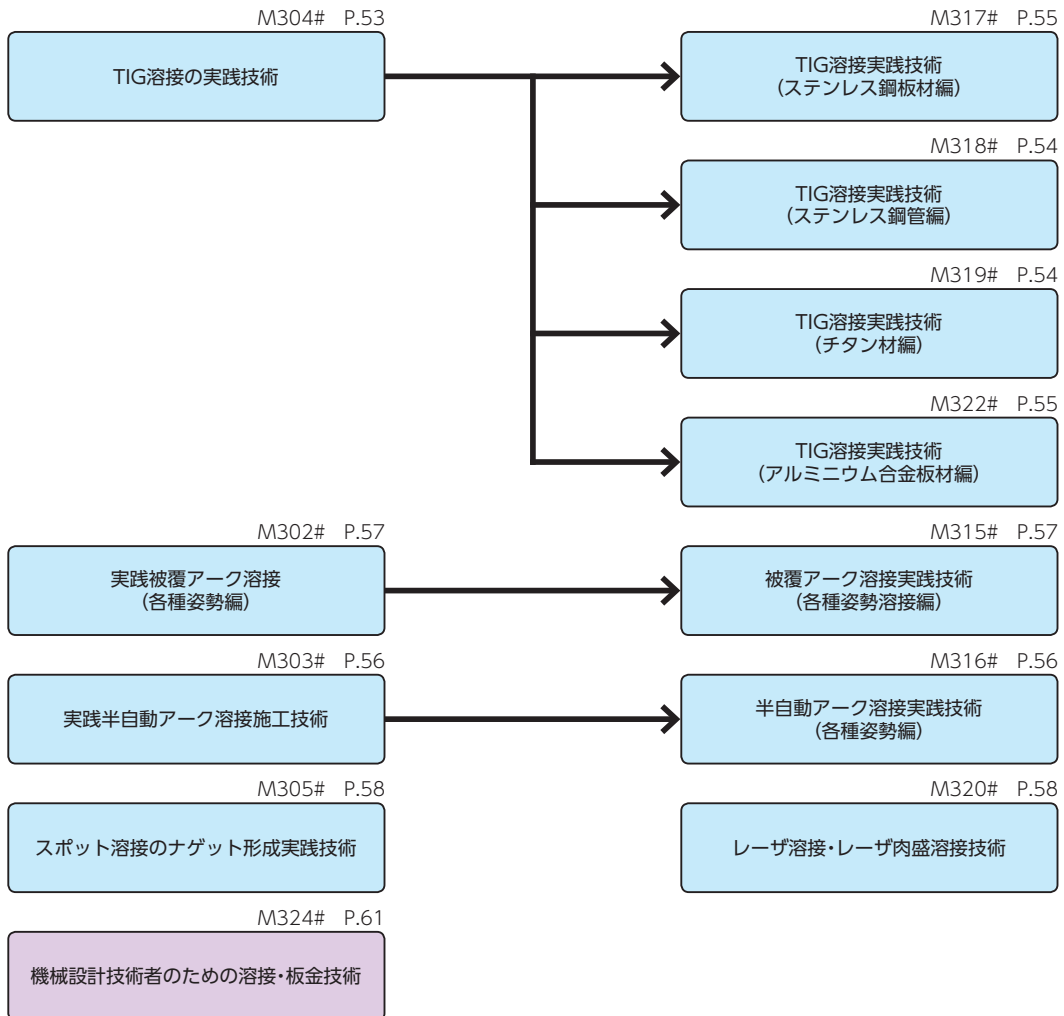 M304# P.53
TIG溶接の実践技術
M317# P.55
TIG溶接実践技術
(ステンレス鋼板材編)
M318# P.54
TIG溶接実践技術
(ステンレス鋼管編)
M319# P.54
TIG溶接実践技術
(チタン材編)
M322# P.55
TIG溶接実践技術
(アルミニウム合金板材編)
M302# P.57
実践被覆アーク溶接
(各種姿勢編)
M315# P.57
被覆アーク溶接実践技術
(各種姿勢溶接編)
M303# P.56
実践半自動アーク溶接施工技術
M316# P.56
半自動アーク溶接実践技術
(各種姿勢編)
M305# P.58
スポット溶接のナゲット形成実践技術
M320# P.58
レーザ溶接・レーザ肉盛溶接技術
M324# P.61
機械設計技術者のための溶接・板金技術